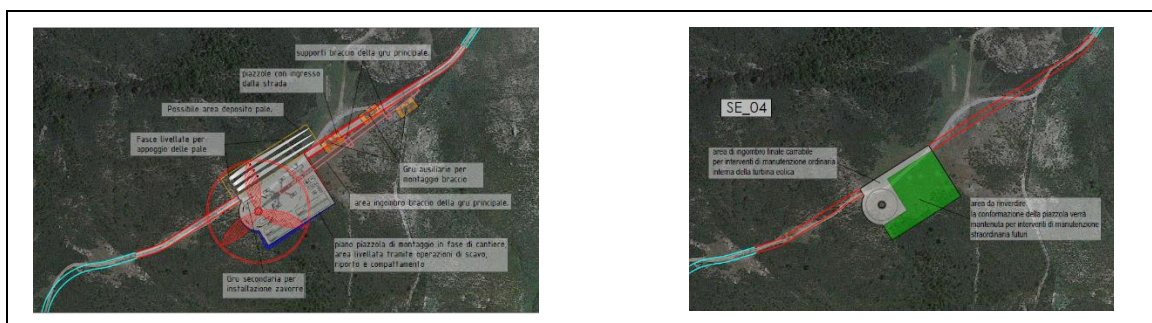 supporti braccio della gru principale.
piazzole con ingresso
dalla strada
Possibile area deposito pale.
Fasce livellate per
appoggio delle pale
Gru ausiliarie per
montaggio braccio
area ingombro braccio della gru principale.
piano piazzola di montaggio in fase di cantiere,
area livellata tramite operazioni di scavo,
riporto e compattamento
Gru secondaria per
installazione zavorre
SE_04
area di ingombro finale carrabile
per interventi di manutenzione ordinaria
interna della turbina eolica
area da rinverdire
la conformazione della piazzola verrà
mantenuta per interventi di manutenzione
straordinaria futuri